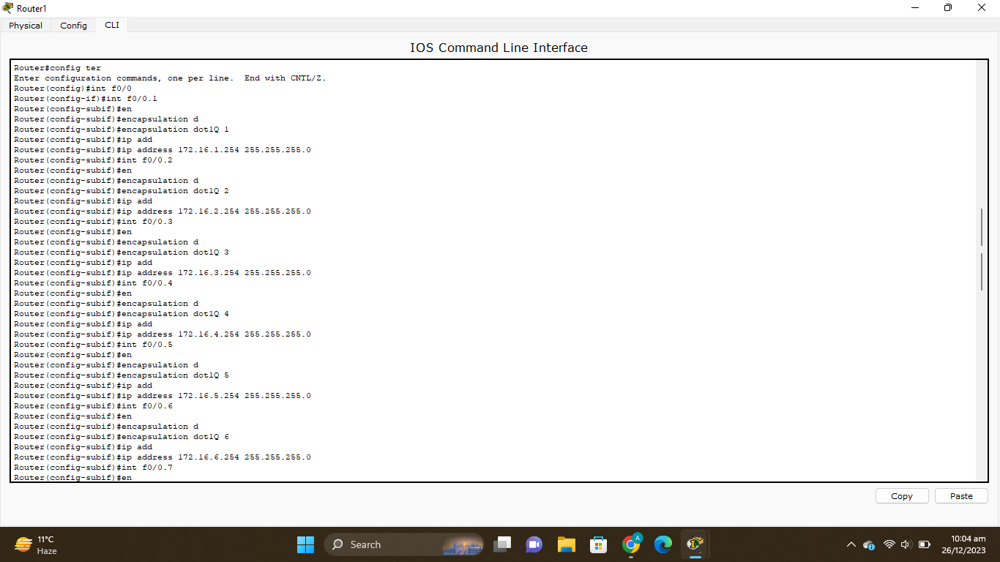 Router1
Physical Config CLI
IOS Command Line Interface
Router#config ter
Enter configuration commands, one per line.  End with CNTL/Z.
Router(config)#int f0/0
Router(config-if)#int f0/0.1
Router(config-subif)#en
Router(config-subif)#encapsulation d
Router(config-subif)#encapsulation dot1Q 1
Router(config-subif)#ip add
Router(config-subif)#ip address 172.16.1.254 255.255.255.0
Router(config-subif)#int f0/0.2
Router(config-subif)#en
Router(config-subif)#encapsulation d
Router(config-subif)#encapsulation dot1Q 2
Router(config-subif)#ip add
Router(config-subif)#ip address 172.16.2.254 255.255.255.0
Router(config-subif)#int f0/0.3
Router(config-subif)#en
Router(config-subif)#encapsulation d
Router(config-subif)#encapsulation dot1Q 3
Router(config-subif)#ip add
Router(config-subif)#ip address 172.16.3.254 255.255.255.0
Router(config-subif)#int f0/0.4
Router(config-subif)#en
Router(config-subif)#encapsulation d
Router(config-subif)#encapsulation dot1Q 4
Router(config-subif)#ip add
Router(config-subif)#ip address 172.16.4.254 255.255.255.0
Router(config-subif)#int f0/0.5
Router(config-subif)#en
Router(config-subif)#encapsulation d
Router(config-subif)#encapsulation dot1Q 5
Router(config-subif)#ip add
Router(config-subif)#ip address 172.16.5.254 255.255.255.0
Router(config-subif)#int f0/0.6
Router(config-subif)#en
Router(config-subif)#encapsulation d
Router(config-subif)#encapsulation dot1Q 6
Router(config-subif)#ip add
Router(config-subif)#ip address 172.16.6.254 255.255.255.0
Router(config-subif)#int f0/0.7
Router(config-subif)#en
Copy Paste
11°C
Haze
Search
A
10:04 am
26/12/2023